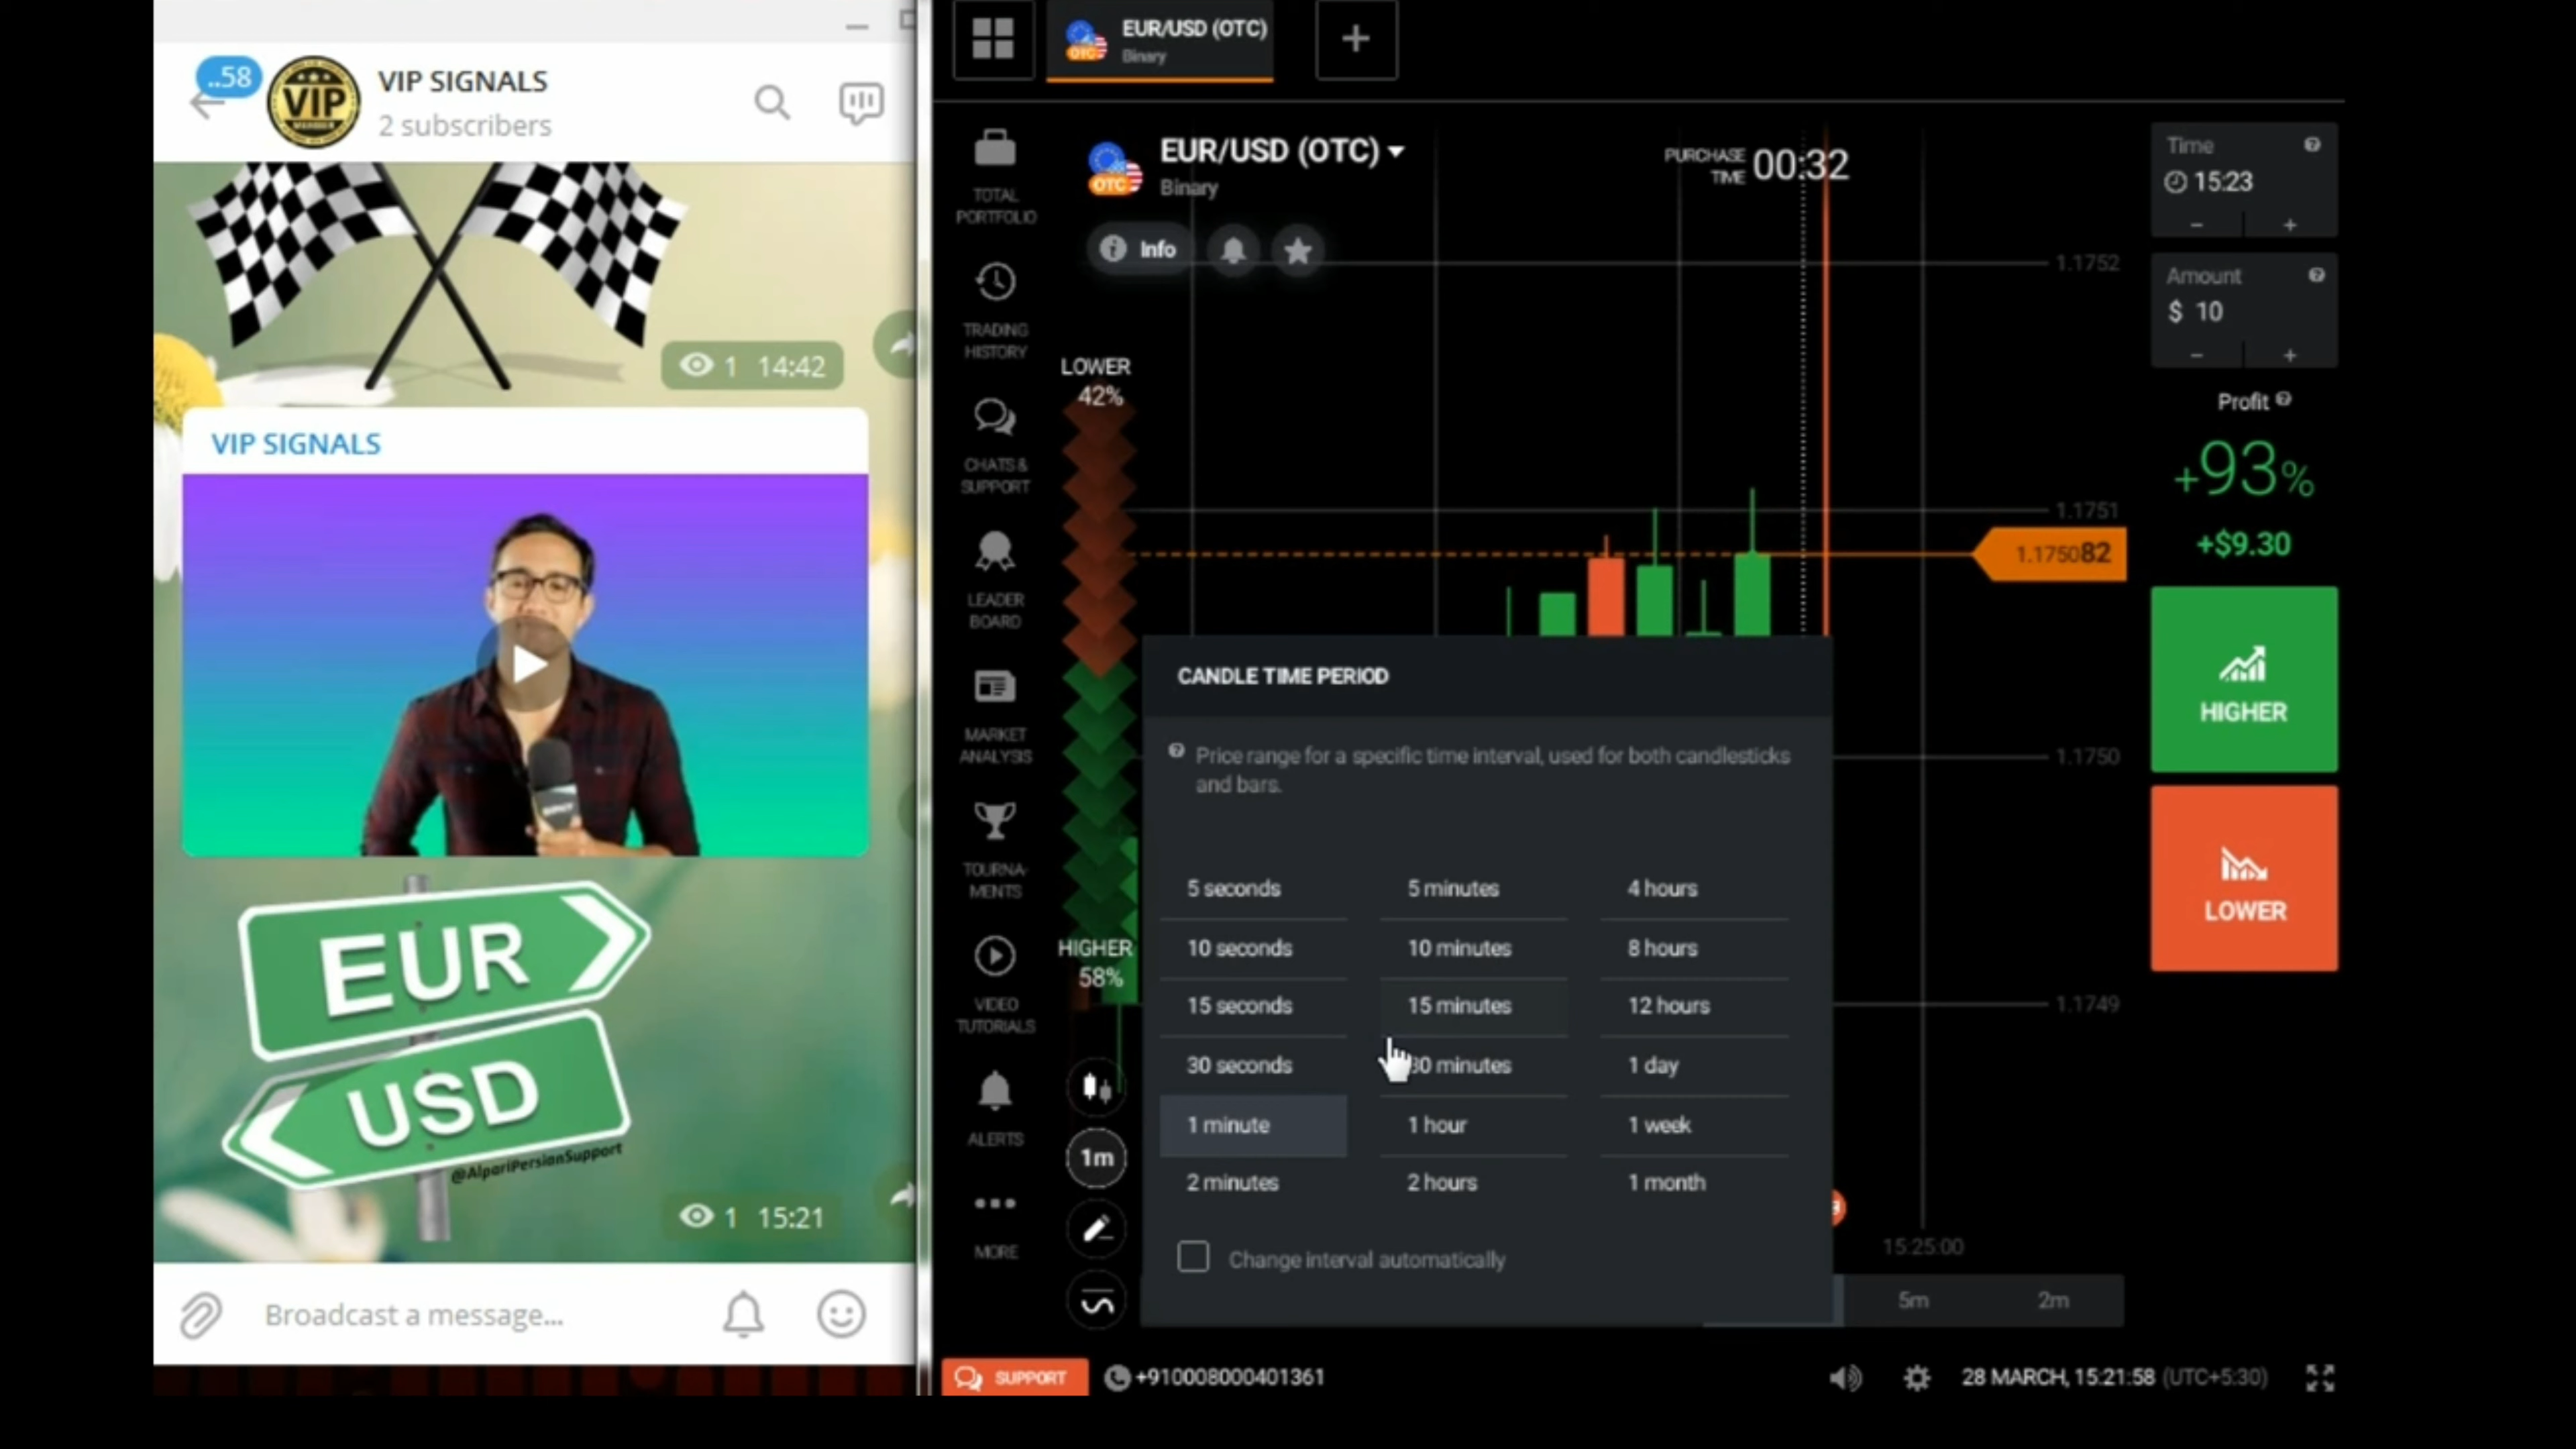 ..58
VIP
VIP SIGNALS
2 subscribers
1 14:42
VIP SIGNALS
EUR
USD
@AlpariPersianSupport
1 15:21
Broadcast a message...
EUR/USD (OTC)
Binary
OTC
+
TOTAL
PORTFOLIO
TRADING
HISTORY
CHATS &
SUPPORT
LEADER
BOARD
MARKET
ANALYSIS
TOURNA-
MENTS
VIDEO
TUTORIALS
ALERTS
MORE
EUR/USD (OTC)
Binary
OTC
Info
PURCHASE
TIME
00:32
LOWER
42%
HIGHER
58%
1m
1.1752
1.1751
1.175082
1.1750
1.1749
CANDLE TIME PERIOD
Price range for a specific time interval, used for both candlesticks
and bars.
5 seconds 5 minutes 4 hours
10 seconds 10 minutes 8 hours
15 seconds 15 minutes 12 hours
30 seconds 30 minutes 1 day
1 minute 1 hour 1 week
2 minutes 2 hours 1 month
Change interval automatically
15:25:00
5m 2m
Time
15:23
- +
Amount
$ 10
- +
Profit
+93%
+$9.30
HIGHER
LOWER
SUPPORT
+910008000401361
28 MARCH, 15:21:58 (UTC+5:30)